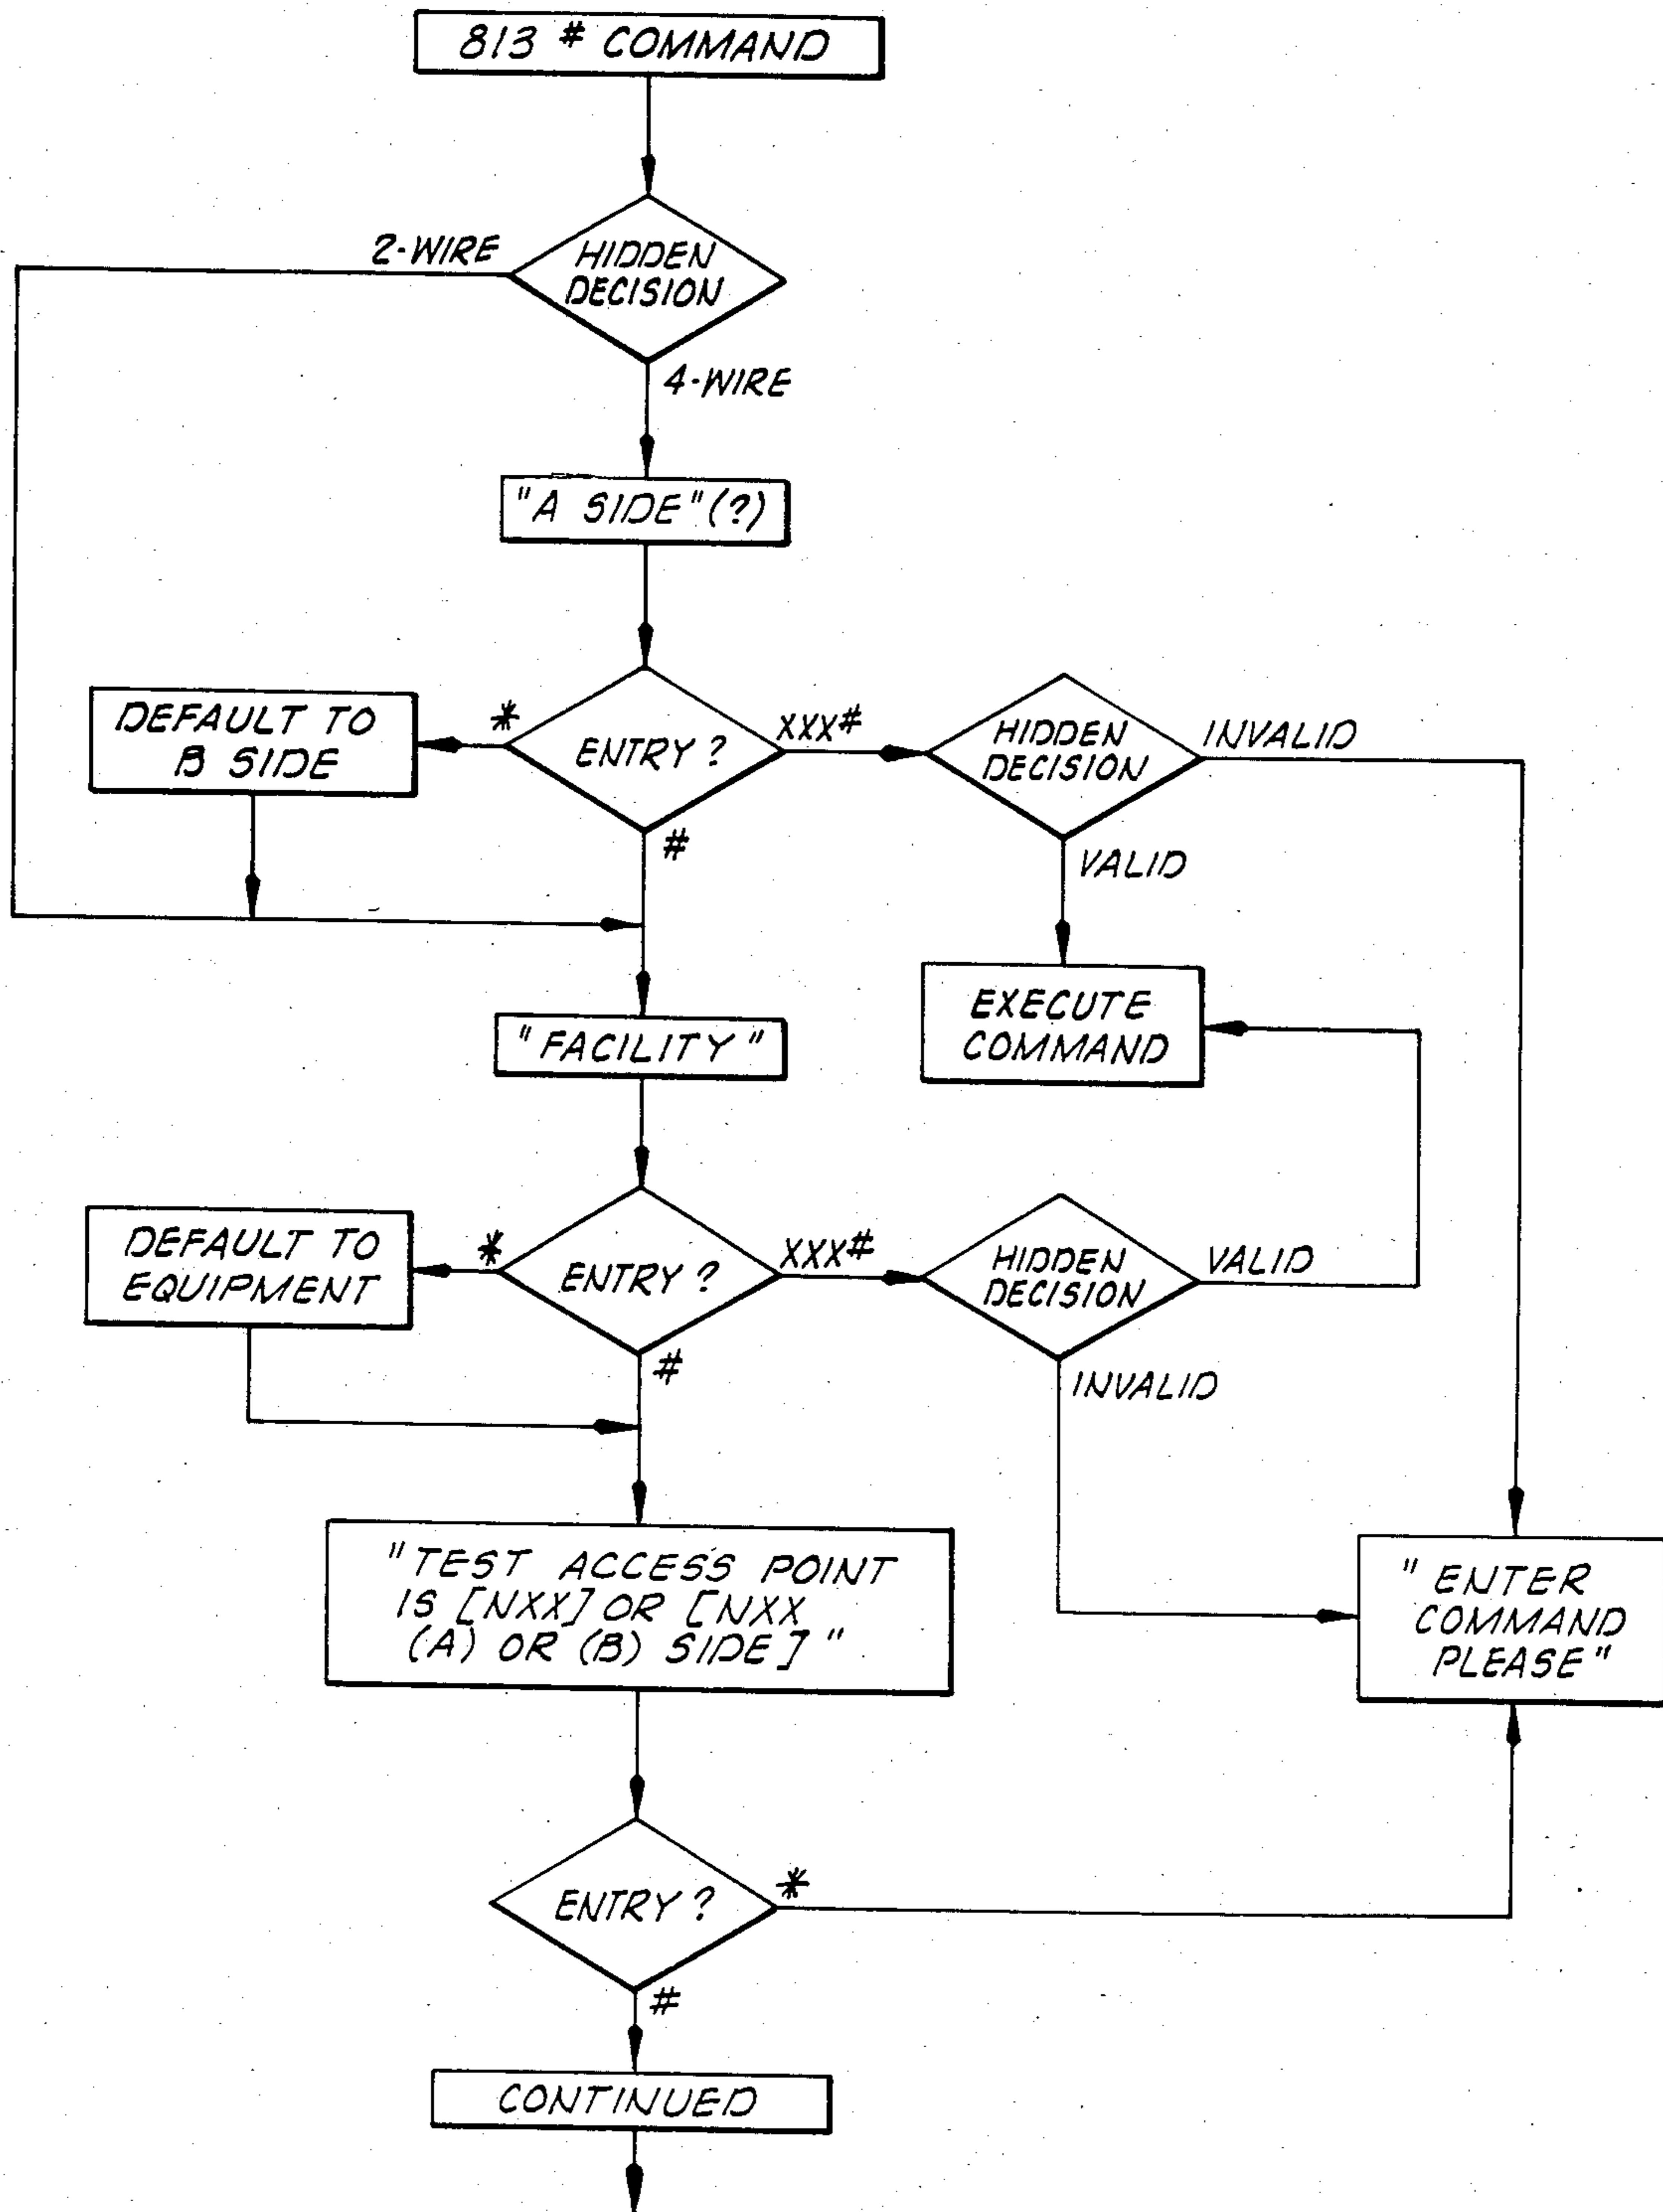 813 # COMMAND
2-WIRE
HIDDEN
DECISION
4-WIRE
"A SIDE"(?)
DEFAULT TO
B SIDE
*
ENTRY ?
XXX#
HIDDEN
DECISION
INVALID
#
VALID
EXECUTE
COMMAND
"FACILITY"
DEFAULT TO
EQUIPMENT
*
ENTRY ?
XXX#
HIDDEN
DECISION
VALID
#
INVALID
"TEST ACCESS POINT
IS [NXX] OR [NXX
(A) OR (B) SIDE]"
"ENTER
COMMAND
PLEASE"
ENTRY ?
*
#
CONTINUED